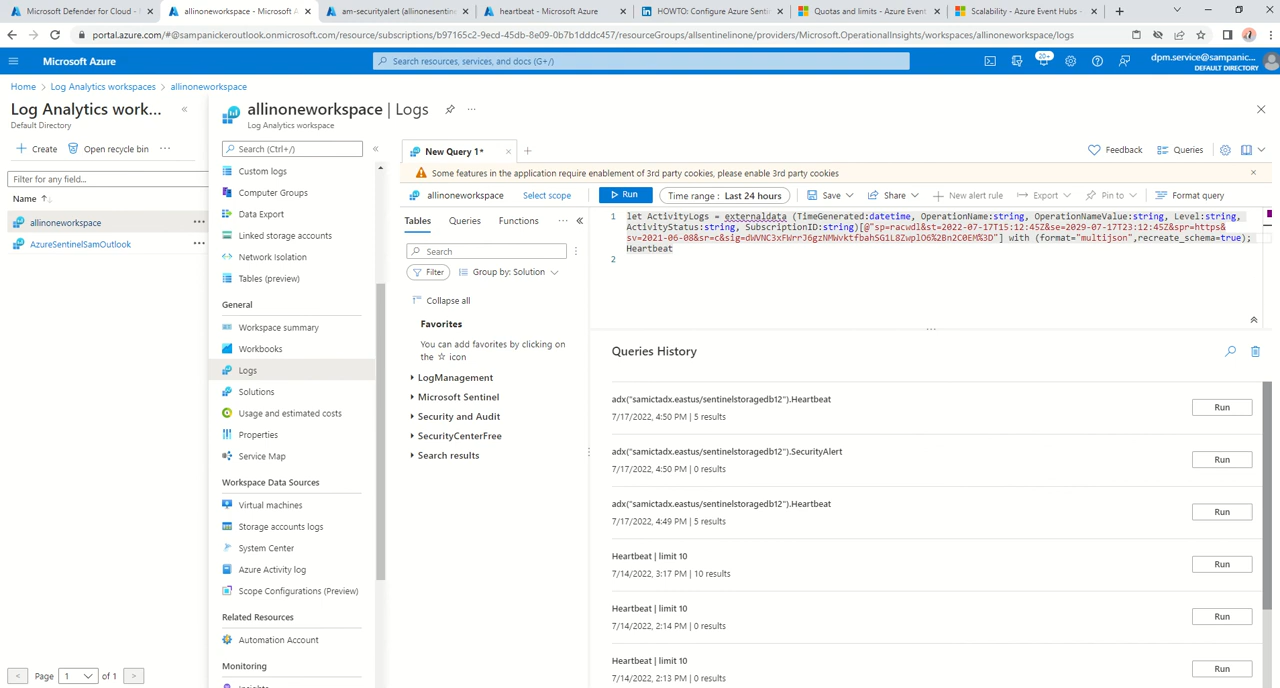 Microsoft Defender for Cloud -
allinoneworkspace - Microsoft A
am-securityalert (allinonesentine
heartbeat - Microsoft Azure
HOWTO: Configure Azure Senti
Quotas and limits - Azure Event
Scalability - Azure Event Hubs -
portal.azure.com/#@sampanickeroutlook.onmicrosoft.com/resource/subscriptions/b97165c2-9ecd-45db-8e09-0b7b1dddc457/resourceGroups/allsentinelinone/providers/Microsoft.OperationalInsights/workspaces/allinoneworkspace/logs
Microsoft Azure
Search resources, services, and docs (G+/)
20+
dpm.service@sampanic...
DEFAULT DIRECTORY
Home > Log Analytics workspaces > allinoneworkspace
Log Analytics work...
Default Directory
Create
Open recycle bin
Filter for any field...
Name
allinoneworkspace
AzureSentinelSamOutlook
Page 1 of 1
allinoneworkspace | Logs
Log Analytics workspace
Search (Ctrl+/)
Custom logs
Computer Groups
Data Export
Linked storage accounts
Network Isolation
Tables (preview)
General
Workspace summary
Workbooks
Logs
Solutions
Usage and estimated costs
Properties
Service Map
Workspace Data Sources
Virtual machines
Storage accounts logs
System Center
Azure Activity log
Scope Configurations (Preview)
Related Resources
Automation Account
Monitoring
New Query 1*
Feedback
Queries
Some features in the application require enablement of 3rd party cookies, please enable 3rd party cookies
allinoneworkspace
Select scope
Run
Time range : Last 24 hours
Save
Share
New alert rule
Export
Pin to
Format query
Tables
Queries
Functions
Search
Filter
Group by: Solution
Collapse all
Favorites
You can add favorites by clicking on
the ☆ icon
LogManagement
Microsoft Sentinel
Security and Audit
SecurityCenterFree
Search results
1 let ActivityLogs = externaldata (TimeGenerated:datetime, OperationName:string, OperationNameValue:string, Level:string,
ActivityStatus:string, SubscriptionID:string)[@"sp=racwdl&st=2022-07-17T15:12:45Z&se=2029-07-17T23:12:45Z&spr=https&
sv=2021-06-08&sr=c&sig=dWVNC3xFWrrJ6gzNMWvktfbahSG1L8ZwplO6%2Bn2C0EM%3D"] with (format="multijson",recreate_schema=true);
Heartbeat
2
Queries History
adx("samictadx.eastus/sentinelstoragedb12").Heartbeat
7/17/2022, 4:50 PM | 5 results
Run
adx("samictadx.eastus/sentinelstoragedb12").SecurityAlert
7/17/2022, 4:50 PM | 0 results
Run
adx("samictadx.eastus/sentinelstoragedb12").Heartbeat
7/17/2022, 4:49 PM | 5 results
Run
Heartbeat | limit 10
7/14/2022, 3:17 PM | 10 results
Run
Heartbeat | limit 10
7/14/2022, 2:14 PM | 0 results
Run
Heartbeat | limit 10
7/14/2022, 2:13 PM | 0 results
Run